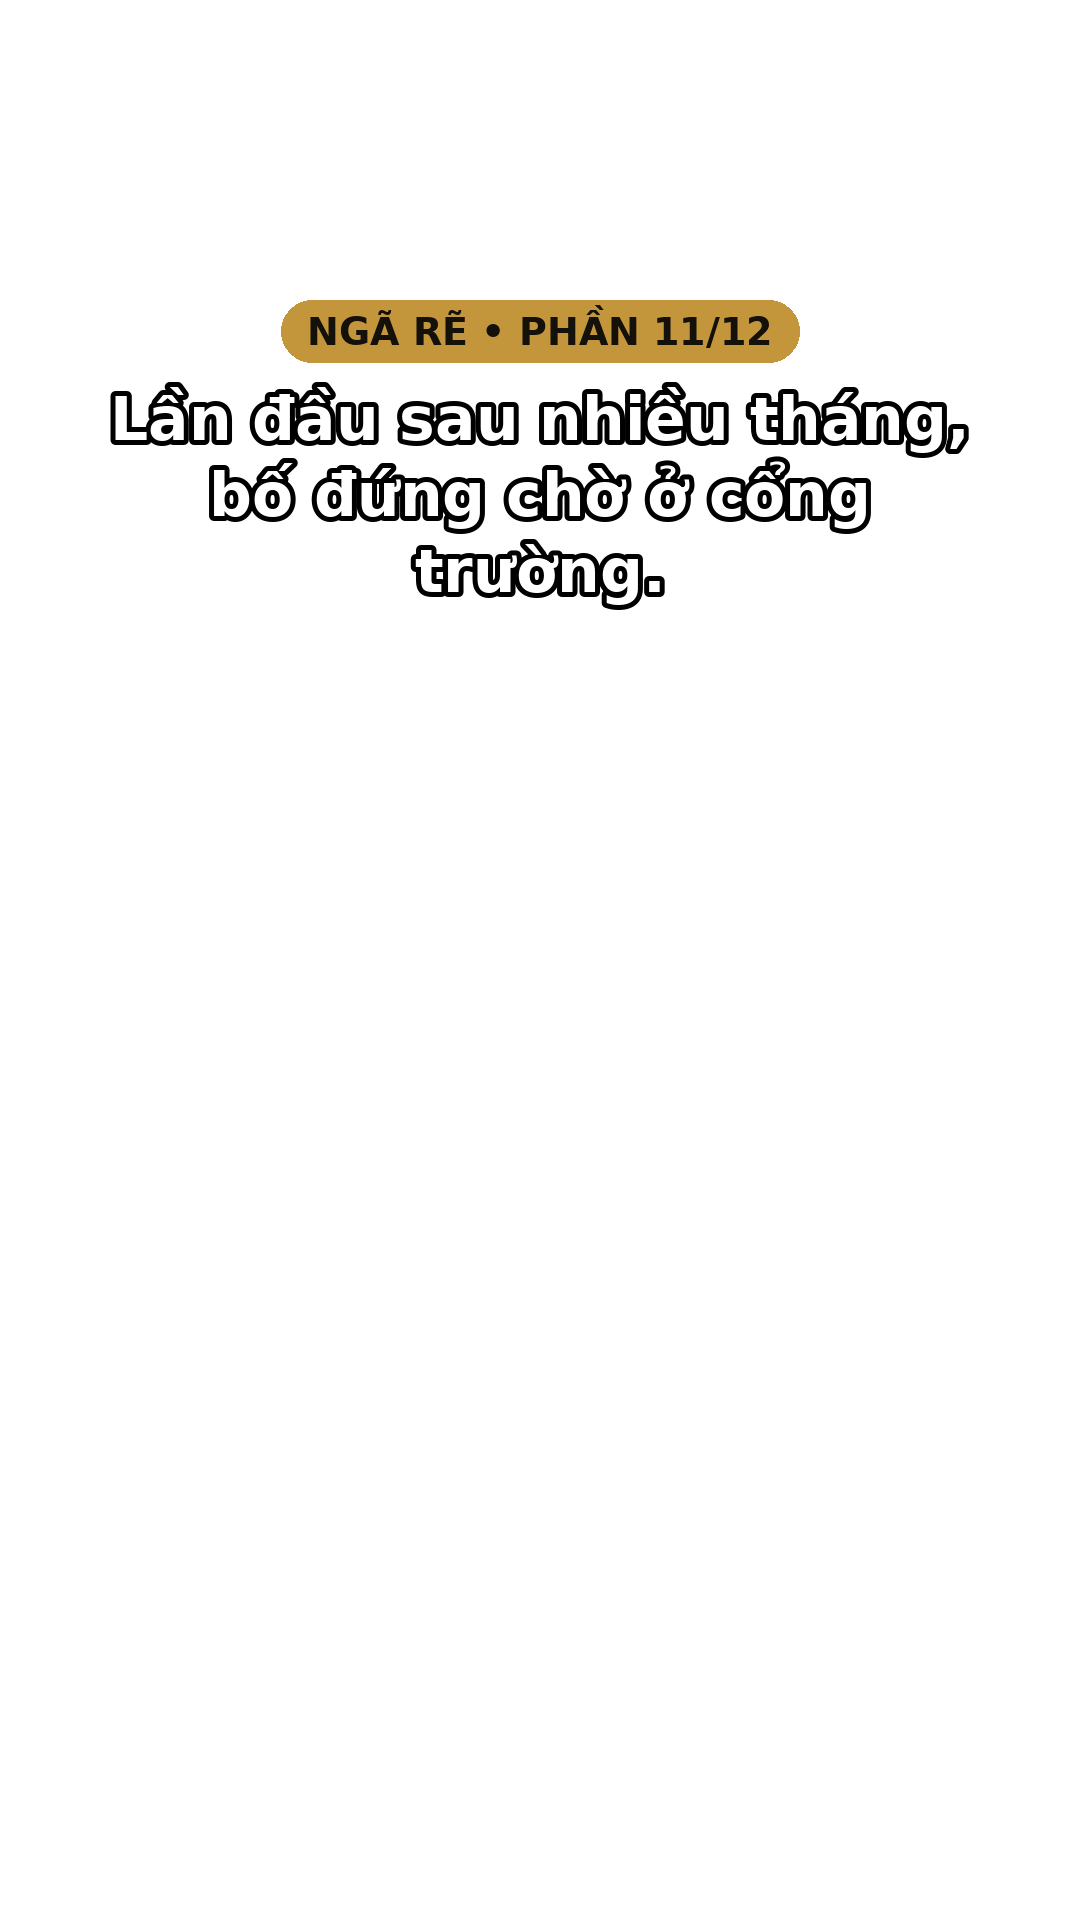 NGÃ RẼ • PHẦN 11/12
Lần đầu sau nhiều tháng,
bố đứng chờ ở cổng
trường.